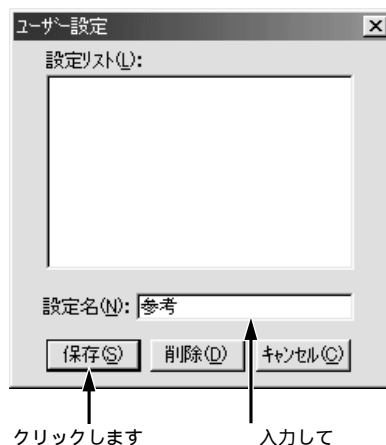 ユーザー設定
設定リスト(L):
設定名(N): 参考
保存(S) 削除(D) キャンセル(C)
クリックします 入力して